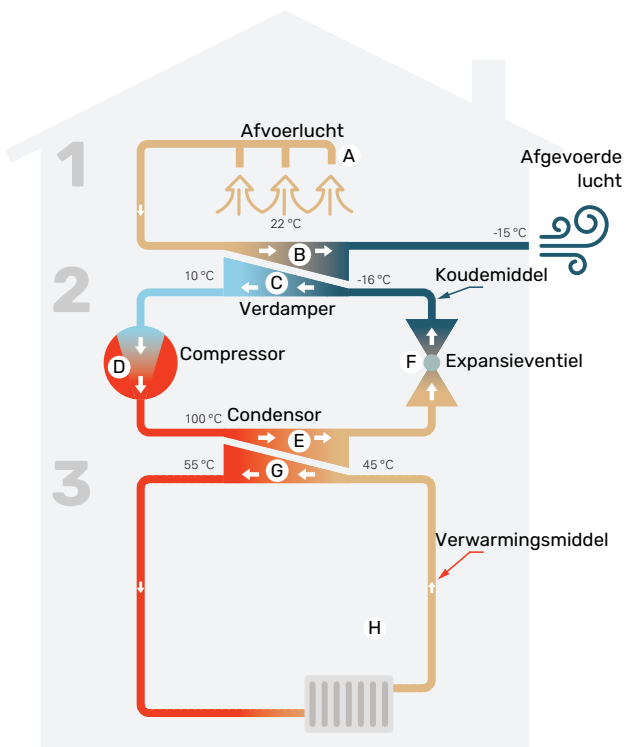 1
Afvoerlucht
A
22 °C
Afgevoerde
lucht
-15 °C
B
2
10 °C
C
-16 °C
Koudemiddel
Verdamper
D
Compressor
F
Expansieventiel
100 °C
Condensor
E
3
55 °C
G
45 °C
Verwarmingsmiddel
H